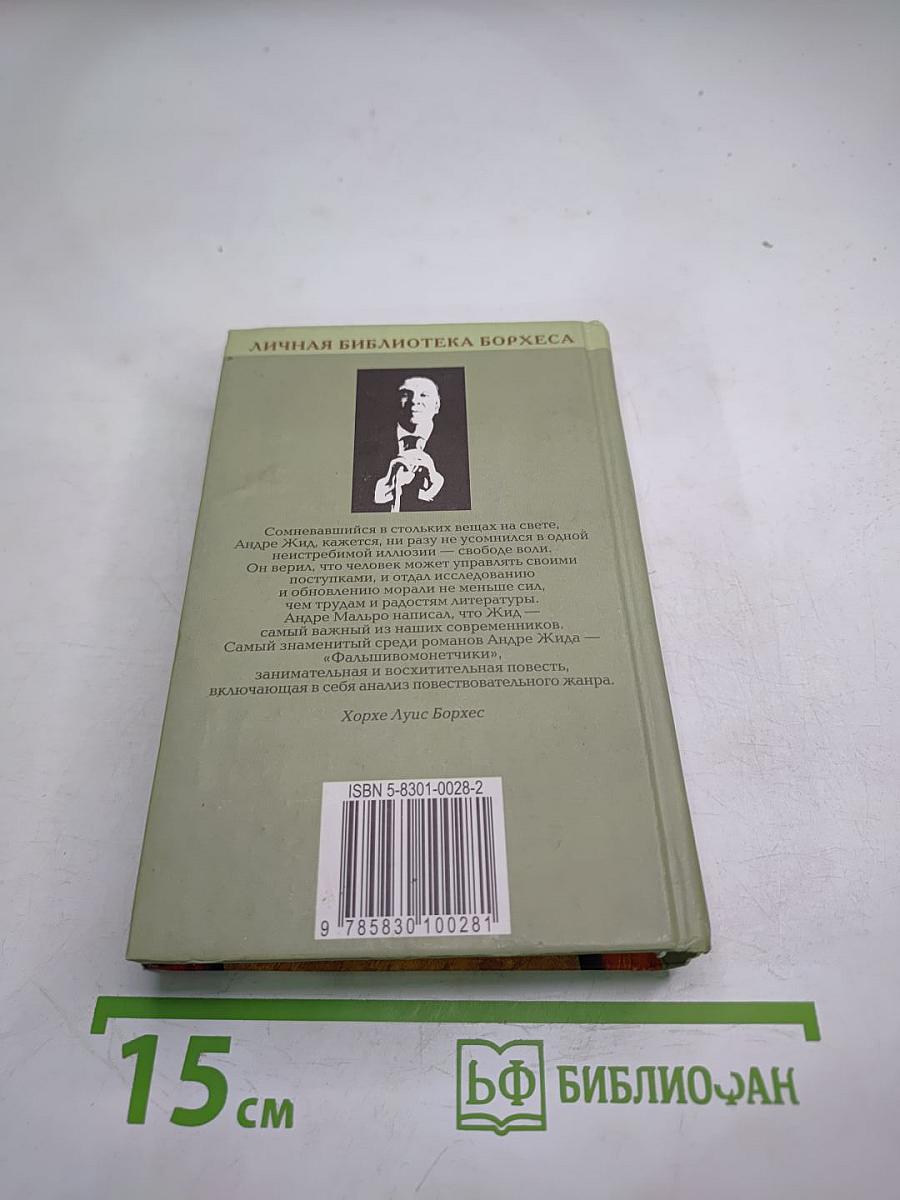 ЛИЧНАЯ БИБЛИОТЕКА БОРХЕСА
Сомневавшийся в стольких вещах на свете,
Андре Жид, кажется, ни разу не усомнился в одной
неистребимой иллюзии — свободе воли.
Он верил, что человек может управлять своими
поступками, и отдал исследованию
и обновлению морали не меньше сил,
чем трудам и радостям литературы.
Андре Мальро написал, что Жид —
самый важный из наших современников.
Самый знаменитый среди романов Андре Жида —
«Фальшивомонетчики»,
занимательная и восхитительная повесть,
включающая в себя анализ повествовательного жанра.
Хорхе Луис Борхес
ISBN 5-8301-0028-2
9 785830 100281
15 см
БФ БИБЛИОФАН